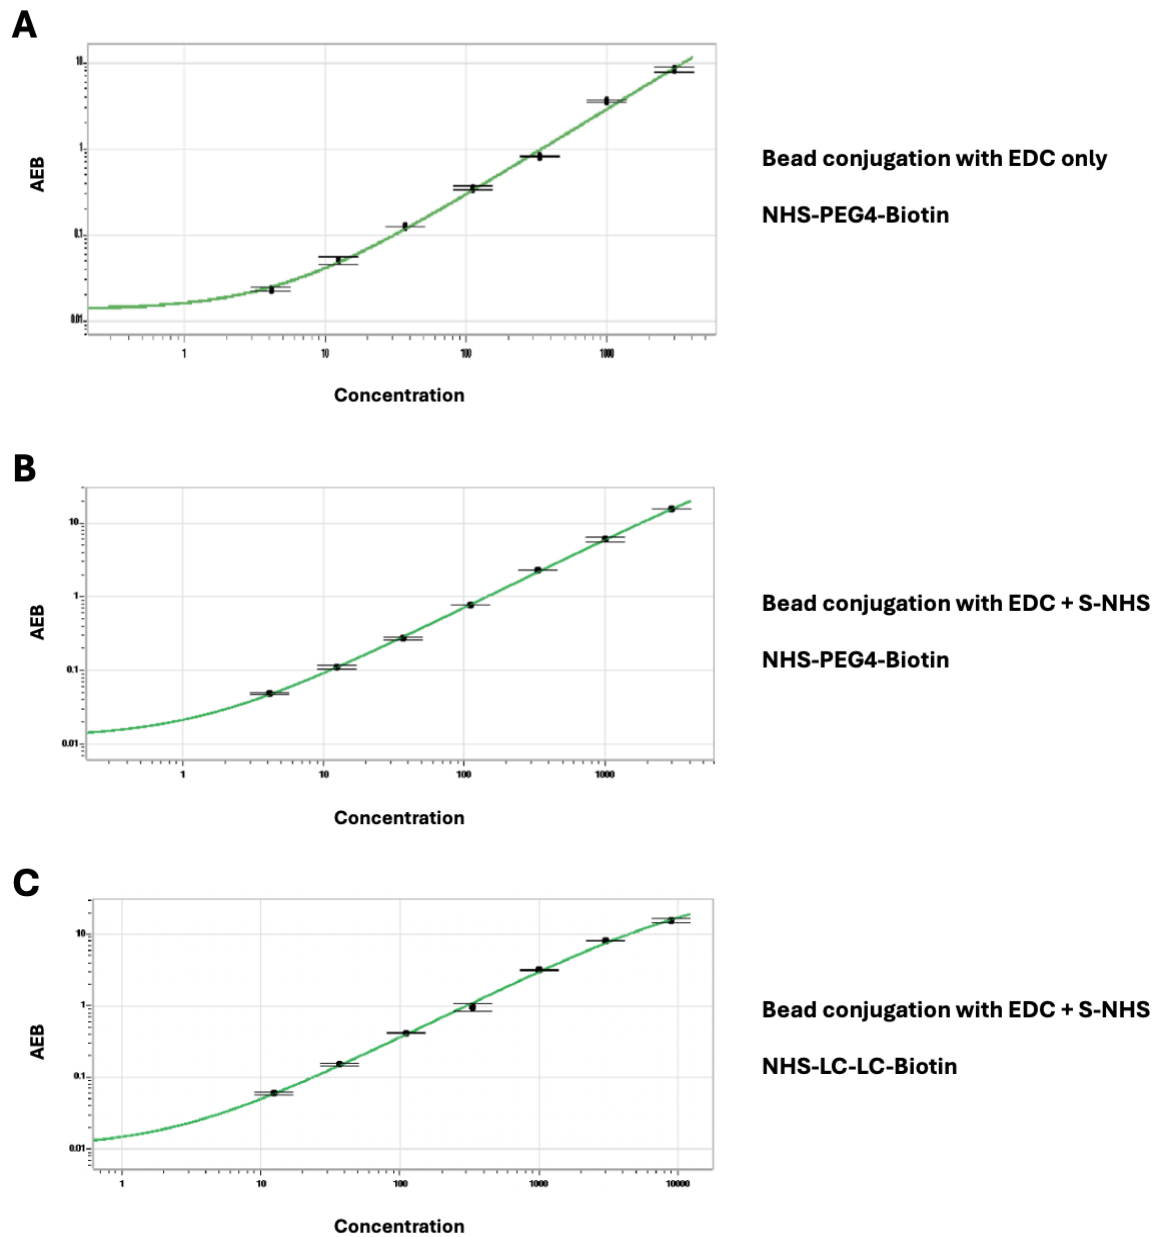 A
10
1
0.1
0.01
AEB
1
10
100
1000
Concentration
Bead conjugation with EDC only
NHS-PEG4-Biotin
B
10
1
0.1
0.01
AEB
1
10
100
1000
Concentration
Bead conjugation with EDC + S-NHS
NHS-PEG4-Biotin
C
10
1
0.1
0.01
AEB
1
10
100
1000
10000
Concentration
Bead conjugation with EDC + S-NHS
NHS-LC-LC-Biotin